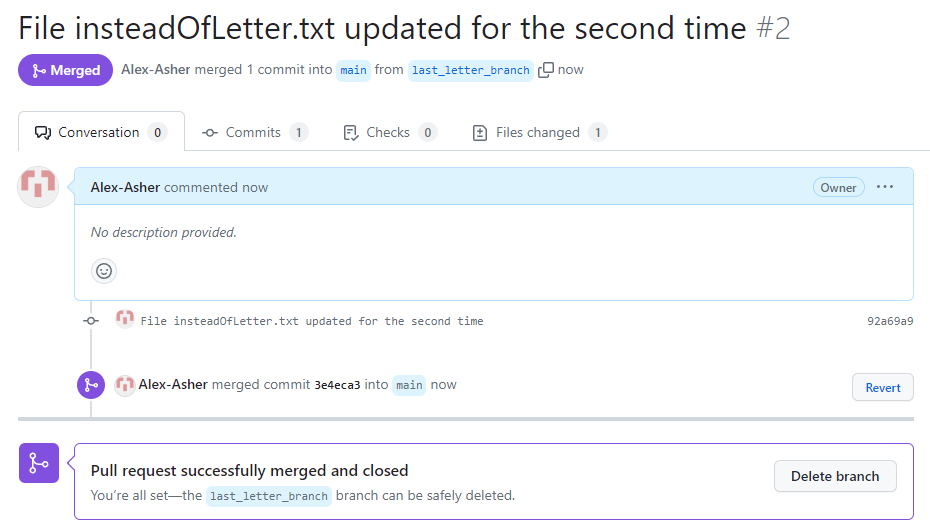 File insteadOfLetter.txt updated for the second time #2
Merged Alex-Asher merged 1 commit into main from last_letter_branch now
Conversation 0 Commits 1 Checks 0 Files changed 1
Alex-Asher commented now Owner ...
No description provided.
File insteadOfLetter.txt updated for the second time 92a69a9
Alex-Asher merged commit 3e4eca3 into main now Revert
Pull request successfully merged and closed
Delete branch
You're all set—the last_letter_branch branch can be safely deleted.